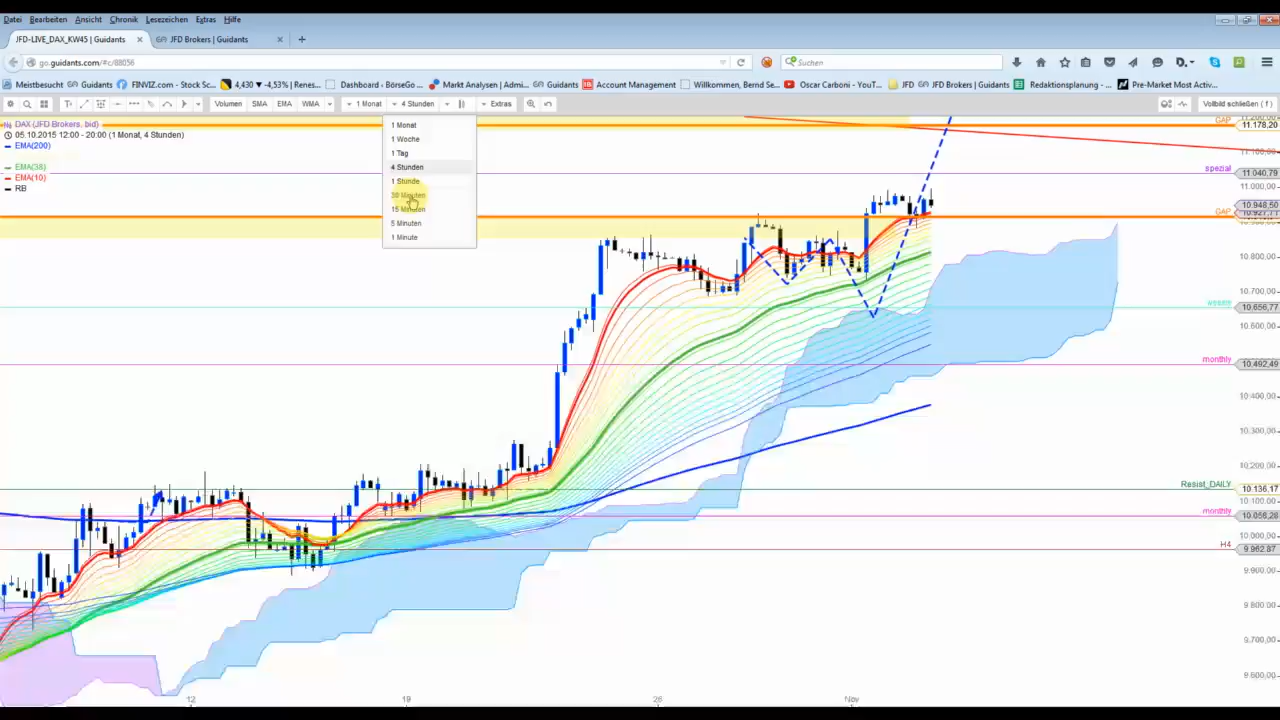 Datei Bearbeiten Ansicht Chronik Lesezeichen Extras Hilfe
JFD-LIVE_DAX_KW45 | Guidants JFD Brokers | Guidants
go.guidants.com/#c/88056 Suchen D..
Meistbesucht Guidants FINVIZ.com - Stock Sc... 4,430 ▼ -4,53% | Renes... Dashboard - BörseGo... Markt Analysen | Admi... Guidants Account Management Willkommen, Bernd Se... Oscar Carboni - YouT... JFD JFD Brokers | Guidants Redaktionsplanung - ... Pre-Market Most Activ...
Volumen SMA EMA WMA 1 Monat 4 Stunden Extras Vollbild schließen ( f )
DAX (JFD Brokers, bid)
05.10.2015 12:00 - 20:00 (1 Monat, 4 Stunden)
EMA(200)
EMA(38)
EMA(10)
RB
1 Monat
1 Woche
1 Tag
4 Stunden
1 Stunde
30 Minuten
15 Minuten
5 Minuten
1 Minute
GAP 11.178,20
11.100,00
spezial 11.040,79
11.000,00
10.948,50
GAP 10.927,71
10.800,00
10.700,00
10.656,77
10.600,00
monthly 10.492,49
10.400,00
10.300,00
10.200,00
Resist_DAILY 10.136,17
monthly 10.058,28
10.000,00
H4 9.962,87
9.900,00
9.800,00
9.700,00
9.600,00
12 19 26 Nov